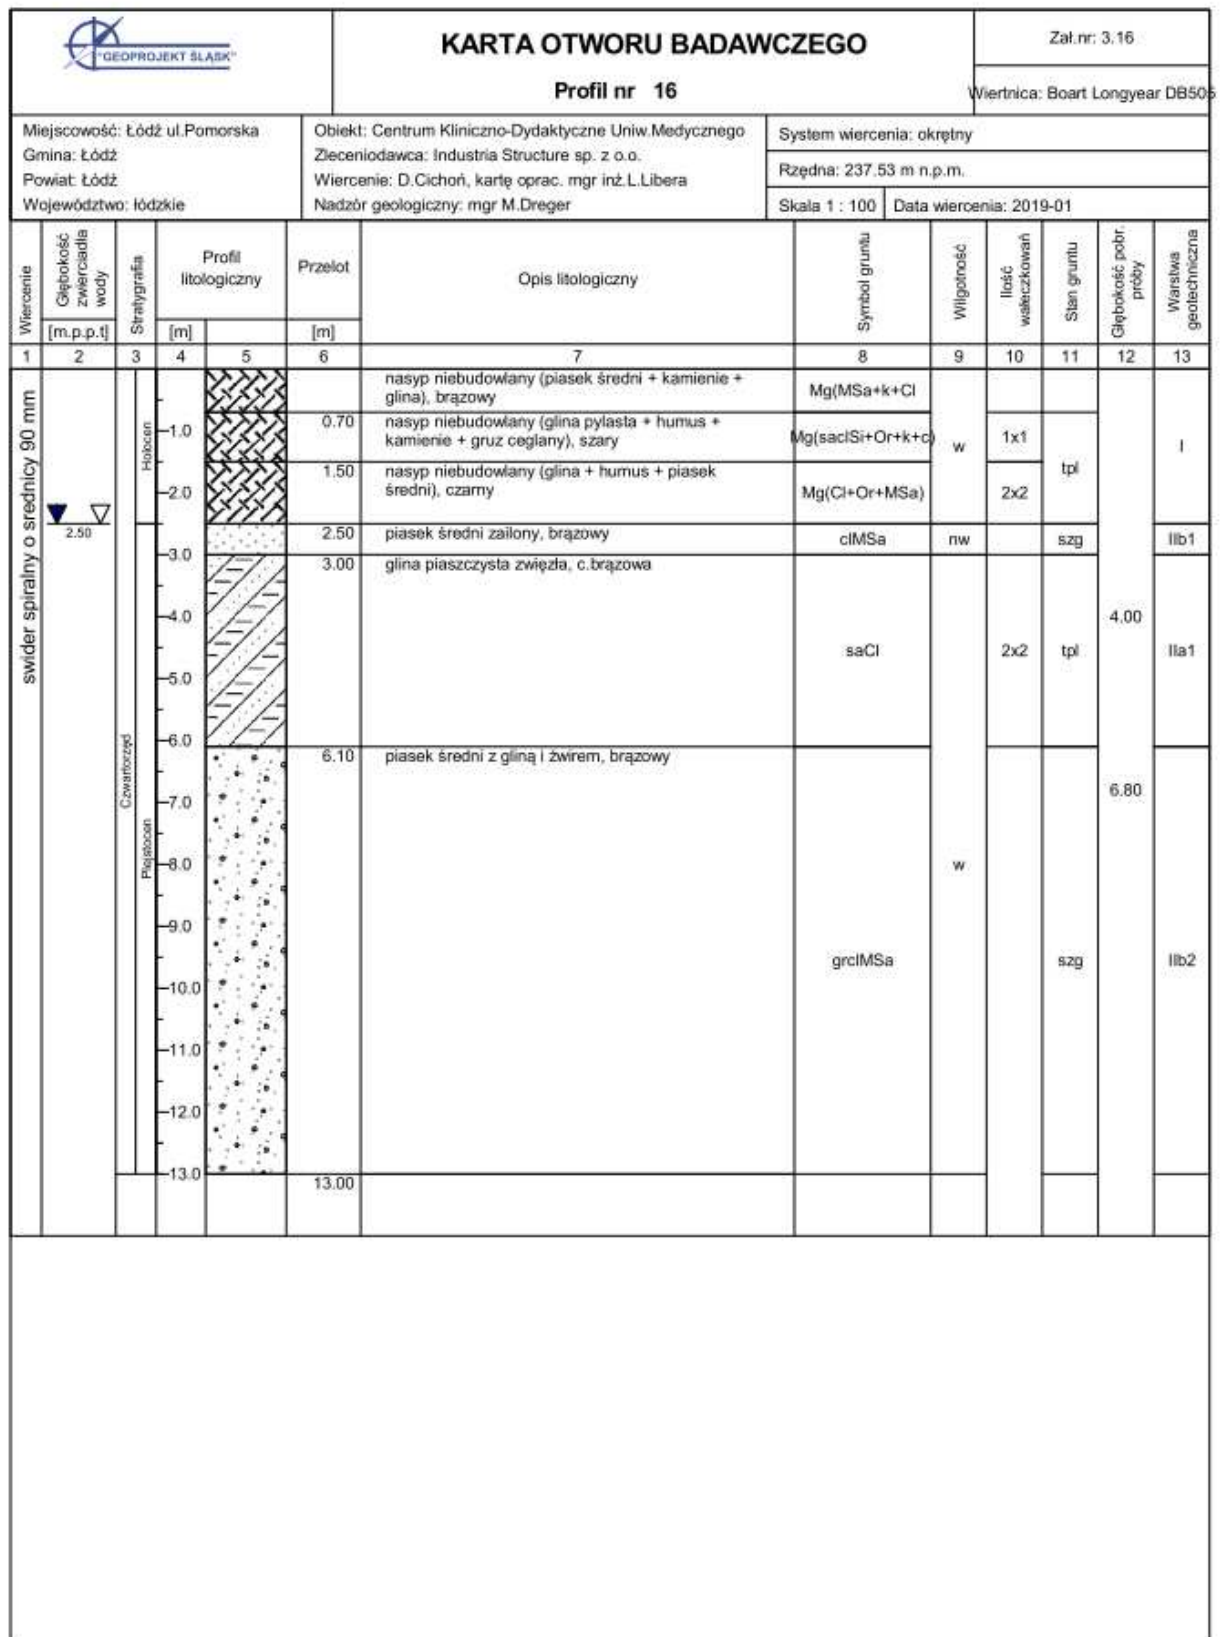 "GEOPROJEKT ŚLĄSK"
KARTA OTWORU BADAWCZEGO
Profil nr 16
Zał.nr: 3.16
Wiertnica: Boart Longyear DB505
Miejscowość: Łódź ul.Pomorska
Gmina: Łódź
Powiat: Łódź
Województwo: łódzkie
Obiekt: Centrum Kliniczno-Dydaktyczne Uniw.Medycznego
Zleceniodawca: Industria Structure sp. z o.o.
Wiercenie: D.Cichoń, kartę oprac. mgr inż.L.Libera
Nadzór geologiczny: mgr M.Dreger
System wiercenia: okrętny
Rzędna: 237.53 m n.p.m.
Skala 1 : 100 Data wiercenia: 2019-01
Wiercenie
Głębokość zwierciadła wody
[m.p.p.t]
Stratygrafia
Profil litologiczny
[m]
Przelot
[m]
Opis litologiczny
Symbol gruntu
Wilgotność
Ilość wałeczkowań
Stan gruntu
Głębokość pobr. próby
Warstwa geotechniczna
1 2 3 4 5 6 7 8 9 10 11 12 13
swider spiralny o srednicy 90 mm
2.50
Czwartorzęd
Holocen
Plejstocen
1.0
2.0
3.0
4.0
5.0
6.0
7.0
8.0
9.0
10.0
11.0
12.0
13.0
nasyp niebudowlany (piasek średni + kamienie +
glina), brązowy
Mg(MSa+k+Cl
0.70 nasyp niebudowlany (glina pylasta + humus +
kamienie + gruz ceglany), szary
Mg(saclSi+Or+k+c) w 1x1 tpl I
1.50 nasyp niebudowlany (glina + humus + piasek
średni), czarny
Mg(Cl+Or+MSa) 2x2
2.50 piasek średni zailony, brązowy clMSa nw szg IIb1
3.00 glina piaszczysta zwięzła, c.brązowa
4.00
saCl 2x2 tpl IIa1
6.10 piasek średni z gliną i żwirem, brązowy
6.80
w
grclMSa szg IIb2
13.00